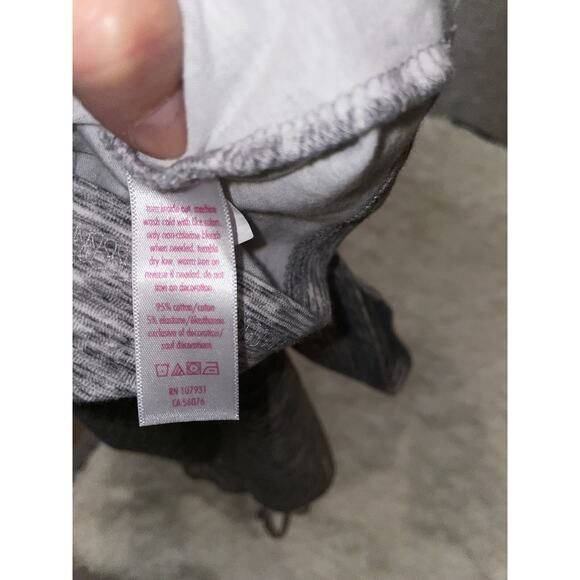 turn inside out. machine
wash cold with like colors.
only non-chlorine bleach
when needed. tumble
dry low. warm iron on
reverse if needed. do not
iron on decoration.
95% cotton/coton
5% elastane/élasthanne
exclusive of decoration/
sauf décorations
RN 107931
CA 56076